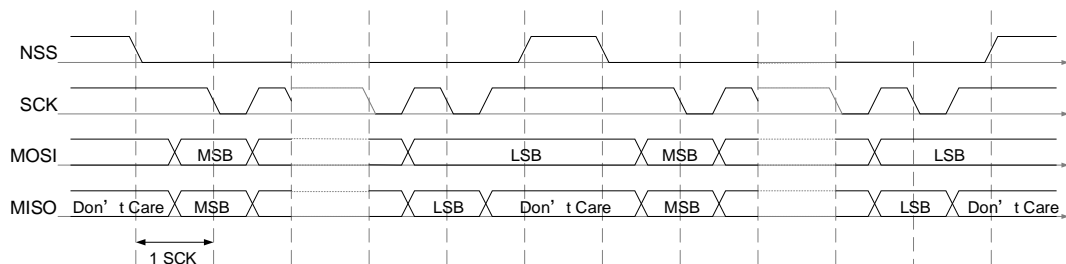 NSS
SCK
MOSI MSB LSB MSB LSB
MISO Don’t Care MSB LSB Don’t Care MSB LSB Don’t Care
1 SCK